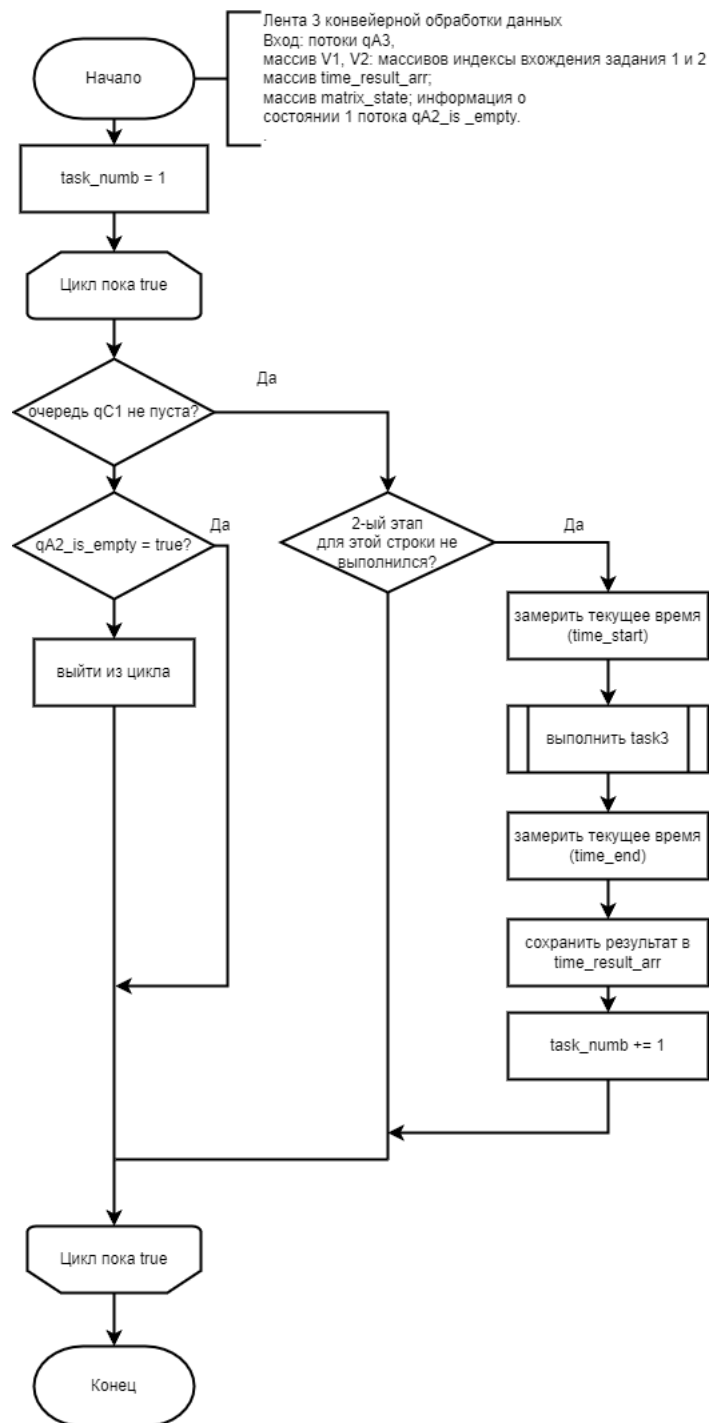 Лента 3 конвейерной обработки данных
Вход: потоки qA3,
массив V1, V2: массивов индексы вхождения задания 1 и 2
массив time_result_arr;
массив matrix_state; информация о
состоянии 1 потока qA2_is _empty.
.
Начало
task_numb = 1
Цикл пока true
Да
очередь qC1 не пуста?
qA2_is_empty = true?
Да
2-ый этап
для этой строки не
выполнился?
Да
замерить текущее время
(time_start)
выйти из цикла
выполнить task3
замерить текущее время
(time_end)
сохранить результат в
time_result_arr
task_numb += 1
Цикл пока true
Конец